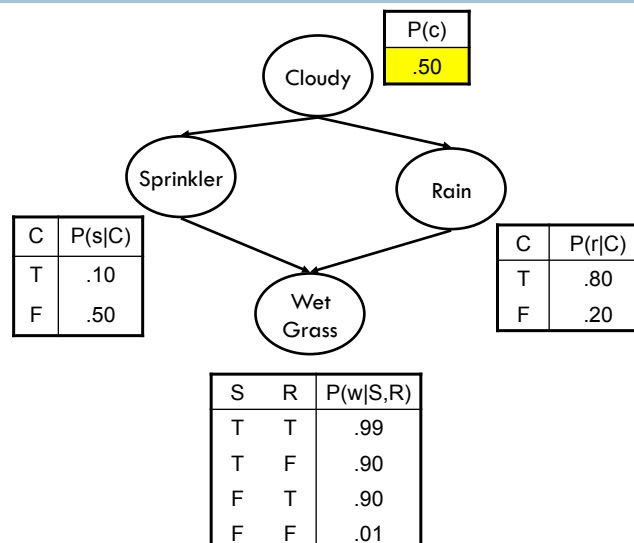 P(c)
.50
Cloudy
Sprinkler
Rain
C P(s|C)
T .10
F .50
C P(r|C)
T .80
F .20
Wet
Grass
S R P(w|S,R)
T T .99
T F .90
F T .90
F F .01